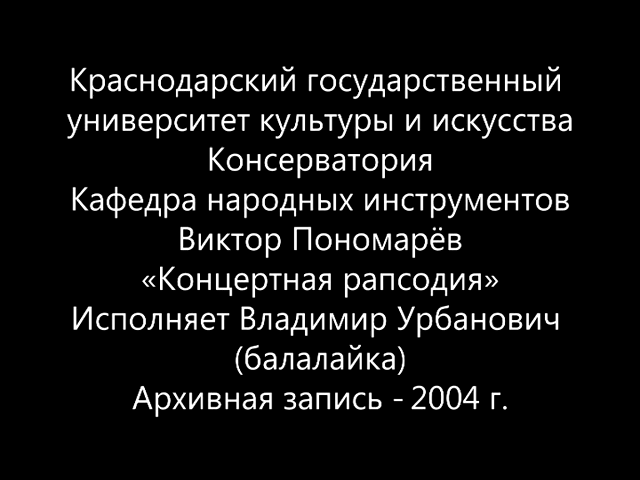 Краснодарский государственный
университет культуры и искусства
Консерватория
Кафедра народных инструментов
Виктор Пономарёв
«Концертная рапсодия»
Исполняет Владимир Урбанович
(балалайка)
Архивная запись - 2004 г.